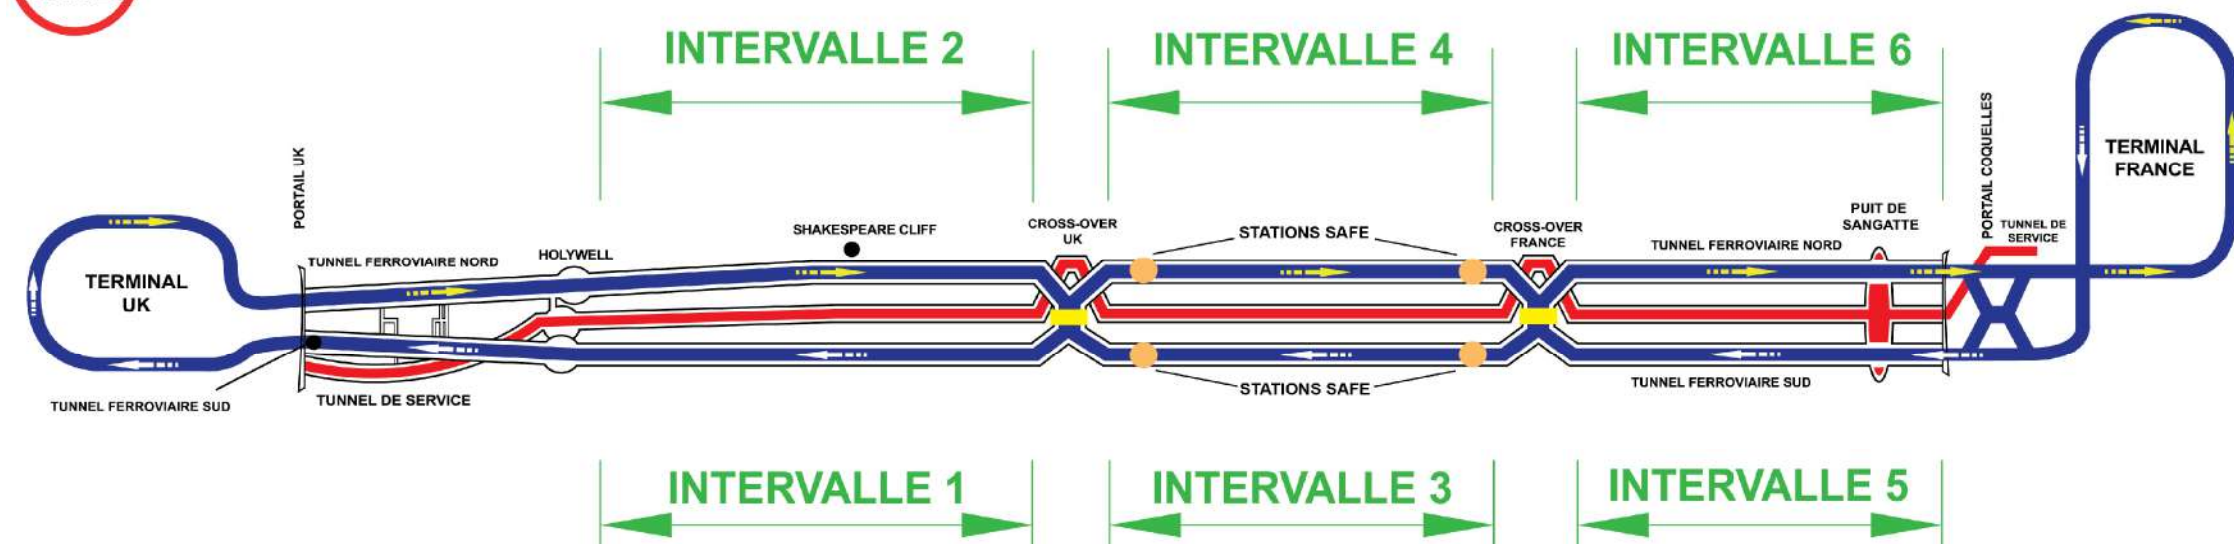 INTERVALLE 2
INTERVALLE 4
INTERVALLE 6
PORTAIL UK
PORTAIL COQUELLES
TERMINAL
FRANCE
PUIT DE
SANGATTE
TUNNEL DE
SERVICE
SHAKESPEARE CLIFF
CROSS-OVER
UK
STATIONS SAFE
CROSS-OVER
FRANCE
TUNNEL FERROVIAIRE NORD
HOLYWELL
TUNNEL FERROVIAIRE NORD
TERMINAL
UK
TUNNEL FERROVIAIRE SUD
TUNNEL DE SERVICE
STATIONS SAFE
TUNNEL FERROVIAIRE SUD
INTERVALLE 1
INTERVALLE 3
INTERVALLE 5